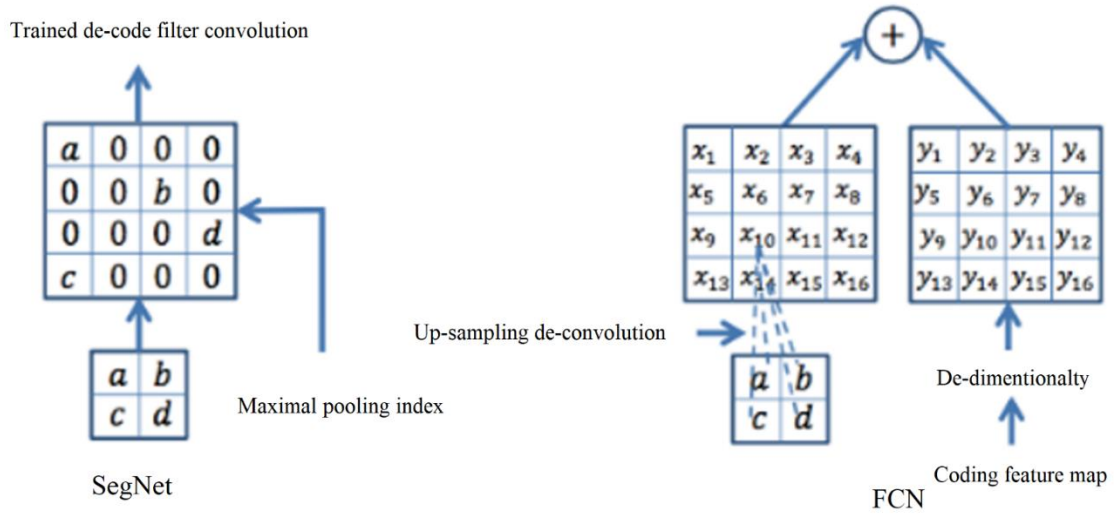 Trained de-code filter convolution
a 0 0 0
0 0 b 0
0 0 0 d
c 0 0 0
a b
c d
Maximal pooling index
SegNet
+
x1 x2 x3 x4
x5 x6 x7 x8
x9 x10 x11 x12
x13 x14 x15 x16
y1 y2 y3 y4
y5 y6 y7 y8
y9 y10 y11 y12
y13 y14 y15 y16
Up-sampling de-convolution
a b
c d
De-dimentionalty
Coding feature map
FCN